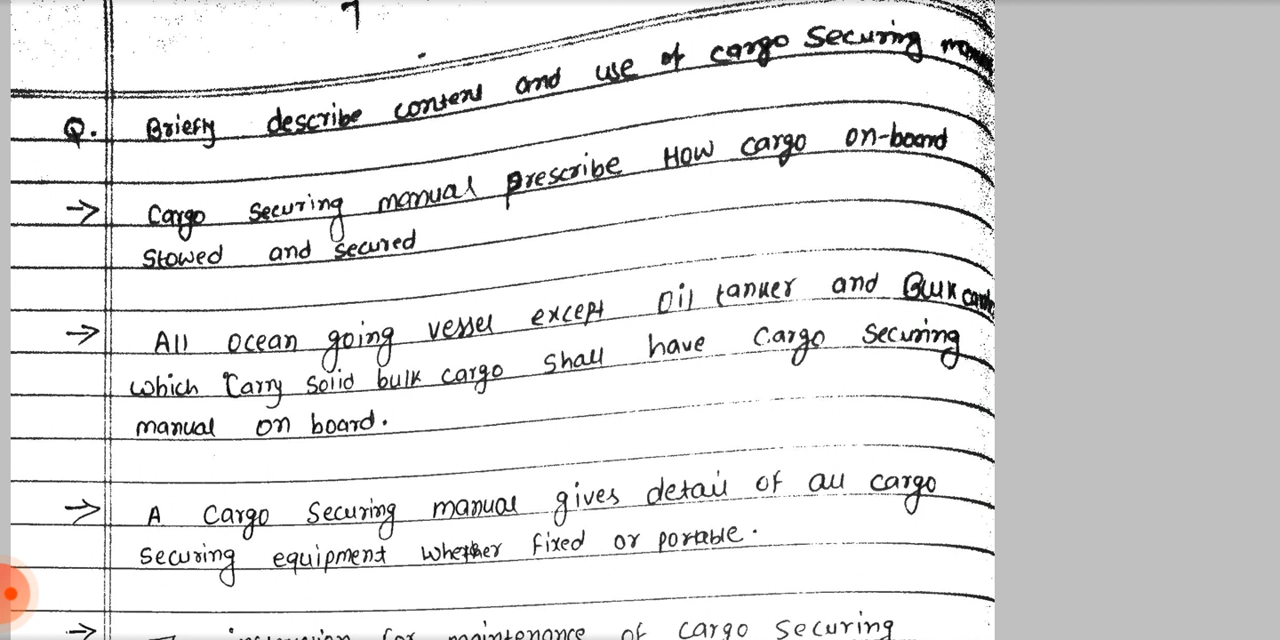 Q. Briefly describe content and use of cargo securing
→ Cargo securing manual prescribe How cargo on-board
stowed and secured
→ All ocean going vessel except Oil tanker and Bulk
which carry solid bulk cargo shall have cargo securing
manual on board.
→ A cargo securing manual gives detail of all cargo
securing equipment whether fixed or portable.
→ for maintenance of cargo securing